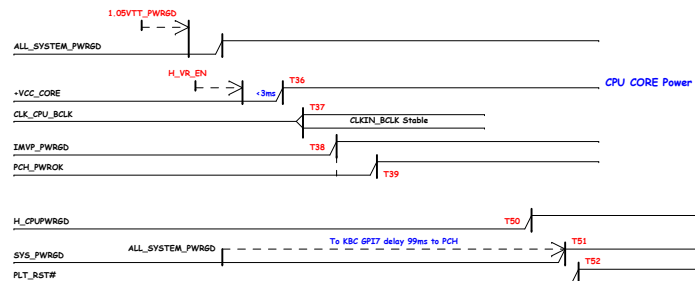 1.05VTT_PWRGD
ALL_SYSTEM_PWRGD
H_VR_EN
T36
CPU CORE Power
+VCC_CORE
<3ms
T37
CLK_CPU_BCLK
CLKIN_BCLK Stable
IMVP_PWRGD
T38
PCH_PWROK
T39
H_CPUPWRGD
T50
To KBC GPI7 delay 99ms to PCH
T51
ALL_SYSTEM_PWRGD
SYS_PWRGD
T52
PLT_RST#